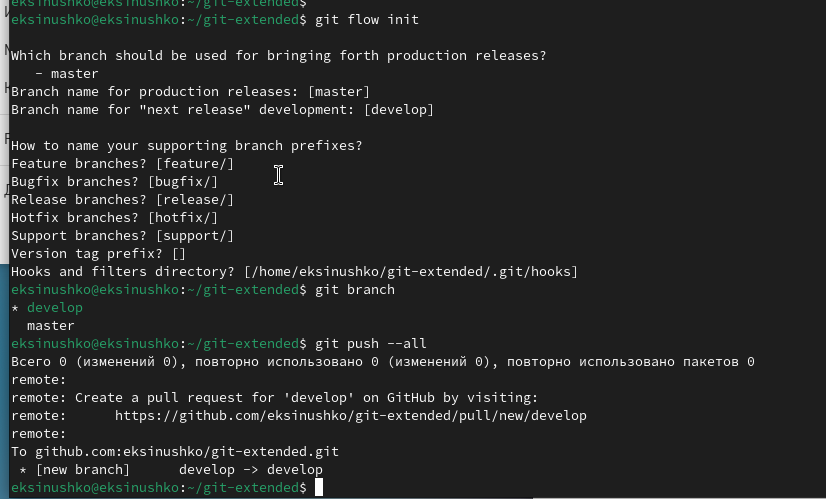 eksinushko@eksinushko:~/git-extended$
eksinushko@eksinushko:~/git-extended$ git flow init
Which branch should be used for bringing forth production releases?
   - master
Branch name for production releases: [master]
Branch name for "next release" development: [develop]
How to name your supporting branch prefixes?
Feature branches? [feature/]
Bugfix branches? [bugfix/]
Release branches? [release/]
Hotfix branches? [hotfix/]
Support branches? [support/]
Version tag prefix? []
Hooks and filters directory? [/home/eksinushko/git-extended/.git/hooks]
eksinushko@eksinushko:~/git-extended$ git branch
* develop
  master
eksinushko@eksinushko:~/git-extended$ git push --all
Всего 0 (изменений 0), повторно использовано 0 (изменений 0), повторно использовано пакетов 0
remote:
remote: Create a pull request for 'develop' on GitHub by visiting:
remote:      https://github.com/eksinushko/git-extended/pull/new/develop
remote:
To github.com:eksinushko/git-extended.git
 * [new branch]      develop -> develop
eksinushko@eksinushko:~/git-extended$